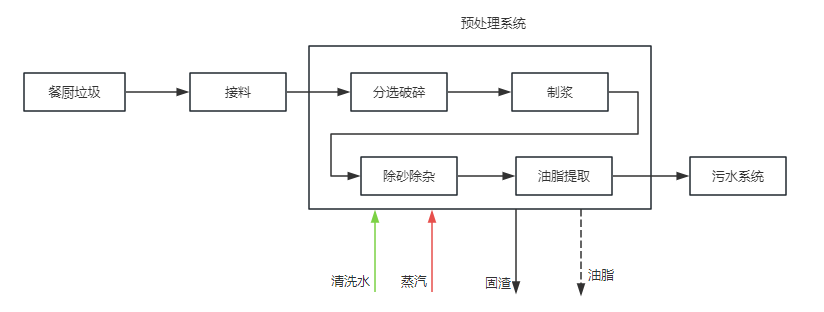 预处理系统
餐厨垃圾
接料
分选破碎
制浆
除砂除杂
油脂提取
污水系统
清洗水
蒸汽
固渣
油脂